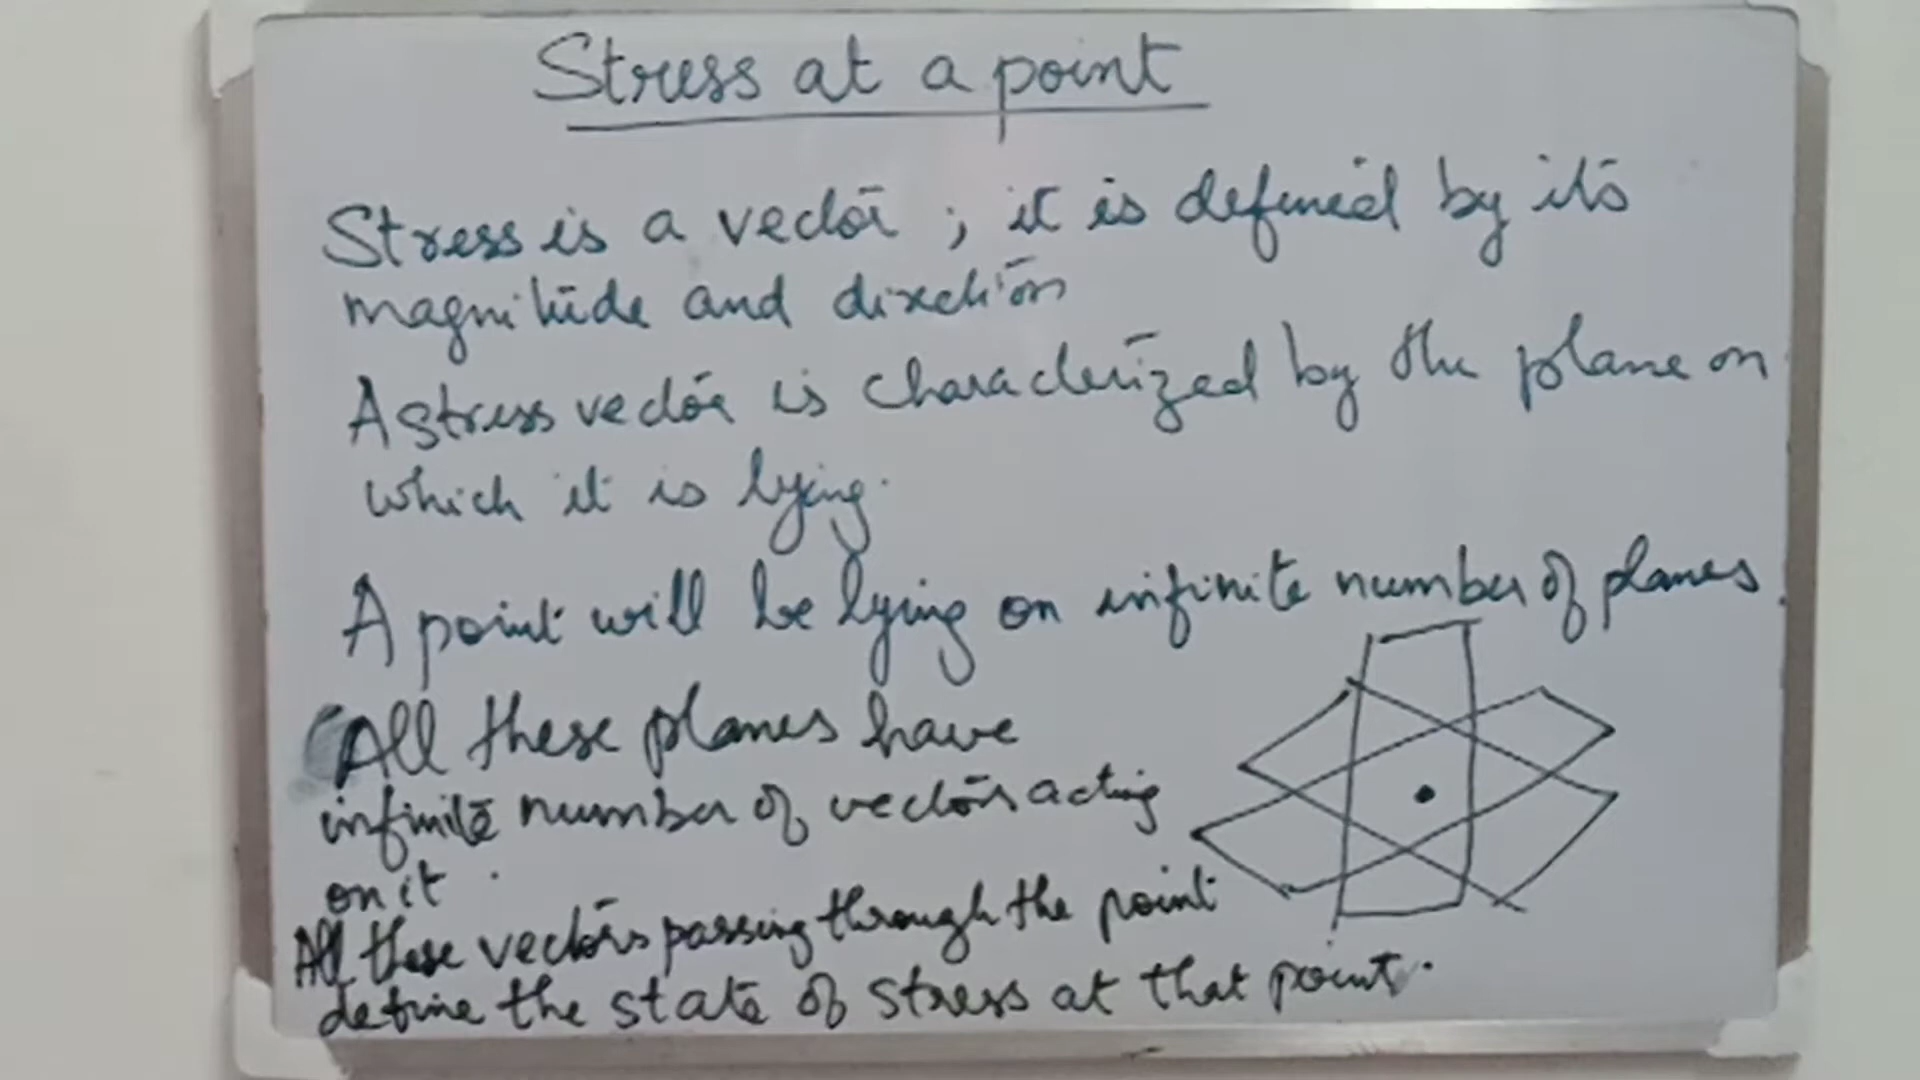 Stress at a point
Stress is a vector ; it is defined by its
magnitude and direction
A stress vector is characterized by the plane on
which it is lying.
A point will be lying on infinite number of planes.
All these planes have
infinite number of vectors acting
on it .
All these vectors passing through the point
define the state of stress at that point.